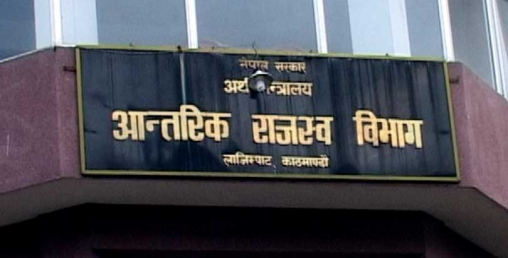 नेपाल सरकार
अर्थ मन्त्रालय
आन्तरिक राजस्व विभाग
लाजिम्पाट, काठमाण्डौ